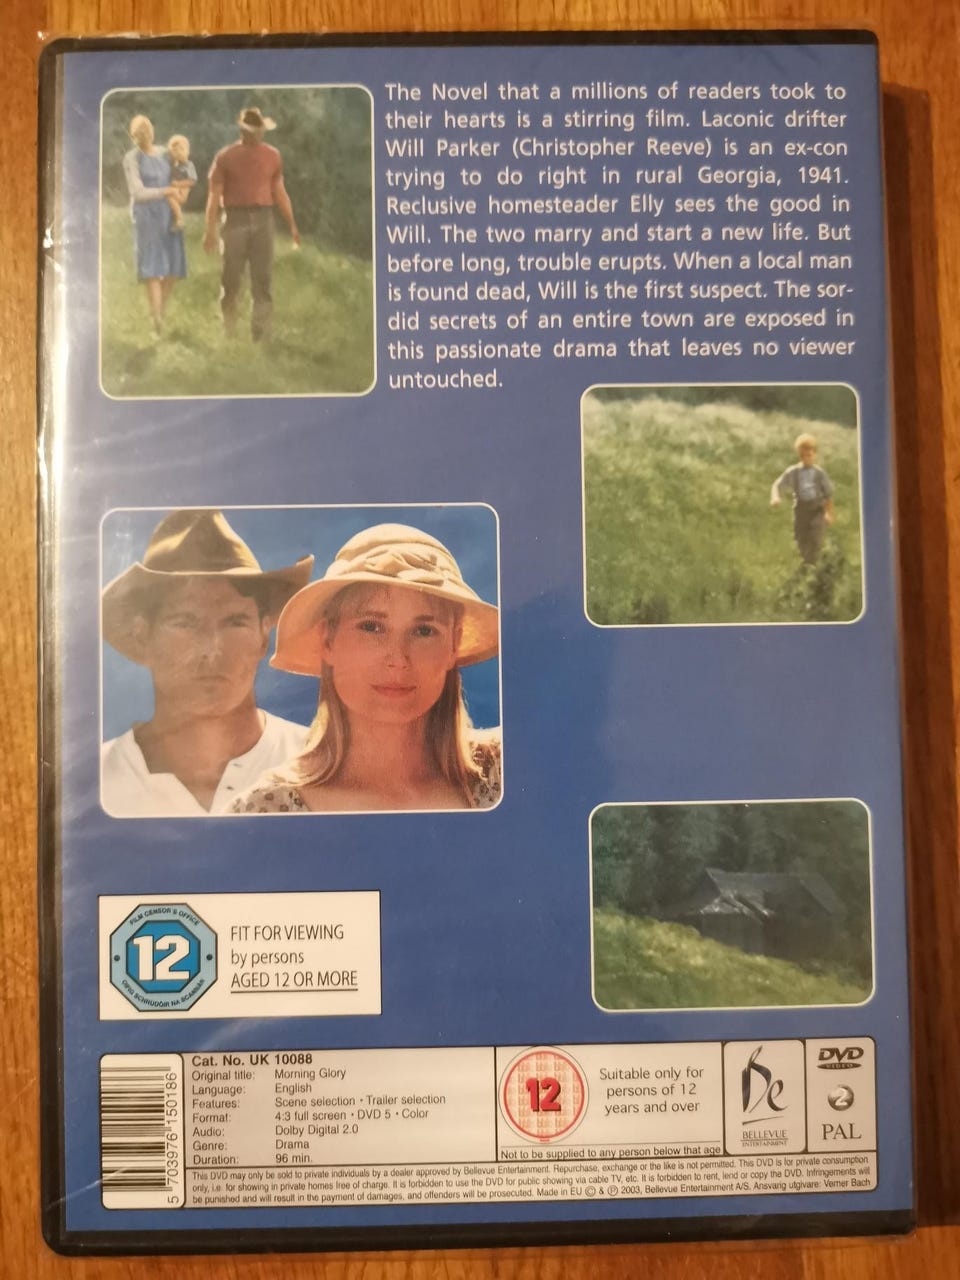 The Novel that a millions of readers took to
their hearts is a stirring film. Laconic drifter
Will Parker (Christopher Reeve) is an ex-con
trying to do right in rural Georgia, 1941.
Reclusive homesteader Elly sees the good in
Will. The two marry and start a new life. But
before long, trouble erupts. When a local man
is found dead, Will is the first suspect. The sor-
did secrets of an entire town are exposed in
this passionate drama that leaves no viewer
untouched.
FILM CENSOR'S OFFICE
12
OIFIG SCRÚDÓIR NA SCANNÁN
FIT FOR VIEWING
by persons
AGED 12 OR MORE
5 703976 150186
Cat. No. UK 10088
Original title: Morning Glory
Language: English
Features: Scene selection • Trailer selection
Format: 4:3 full screen • DVD 5 • Color
Audio: Dolby Digital 2.0
Genre: Drama
Duration: 96 min.
12
Suitable only for
persons of 12
years and over
Not to be supplied to any person below that age
Be
BELLEVUE
ENTERTAINMENT
DVD
VIDEO
2
PAL
This DVD may only be sold to private individuals by a dealer approved by Bellevue Entertainment. Repurchase, exchange or the like is not permitted. This DVD is for private consumption
only, i.e. for showing in private homes free of charge. It is forbidden to use the DVD for public showing via cable TV, etc. It is forbidden to rent, lend or copy the DVD. Infringements will
be punished and will result in the payment of damages, and offenders will be prosecuted. Made in EU © & ℗ 2003, Bellevue Entertainment A/S. Ansvarig utgivare: Verner Bach